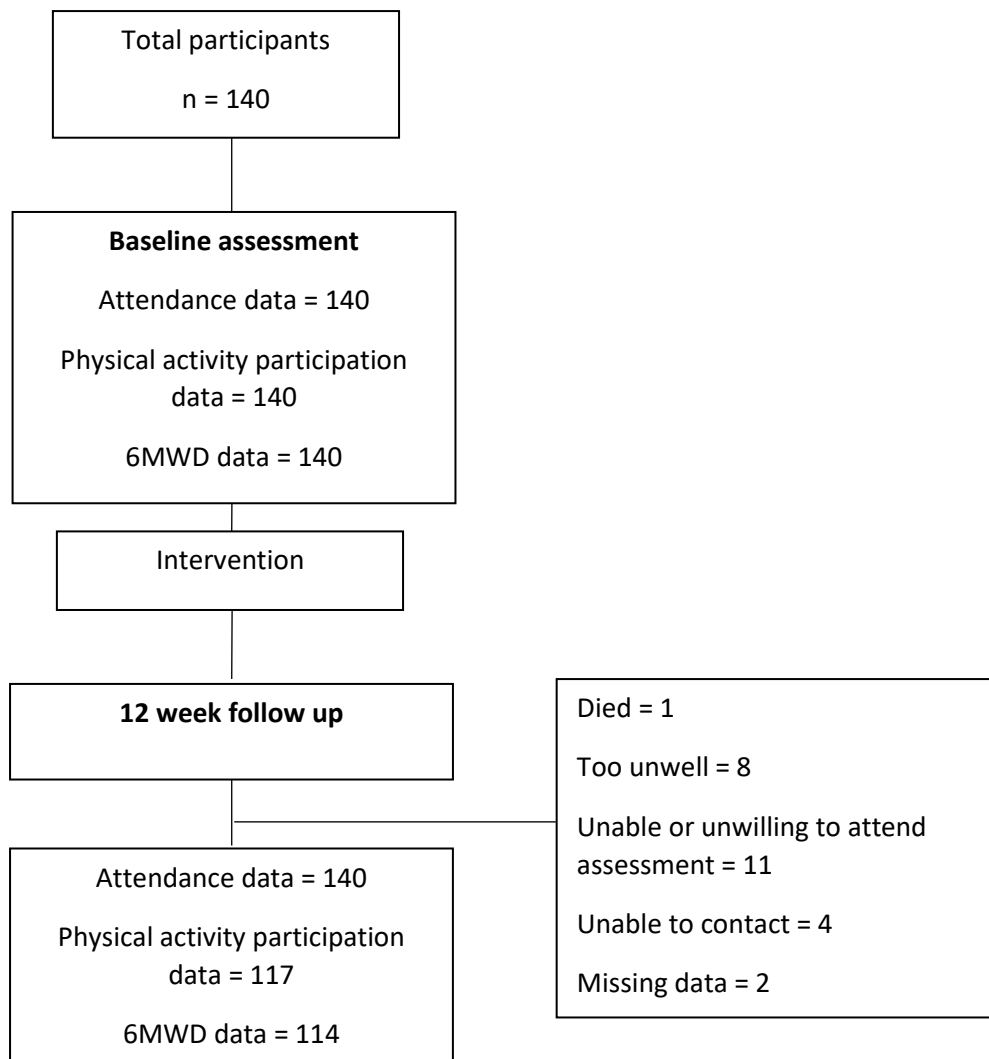 Total participants
n = 140
Baseline assessment
Attendance data = 140
Physical activity participation
data = 140
6MWD data = 140
Intervention
12 week follow up
Died = 1
Too unwell = 8
Unable or unwilling to attend
assessment = 11
Unable to contact = 4
Missing data = 2
Attendance data = 140
Physical activity participation
data = 117
6MWD data = 114